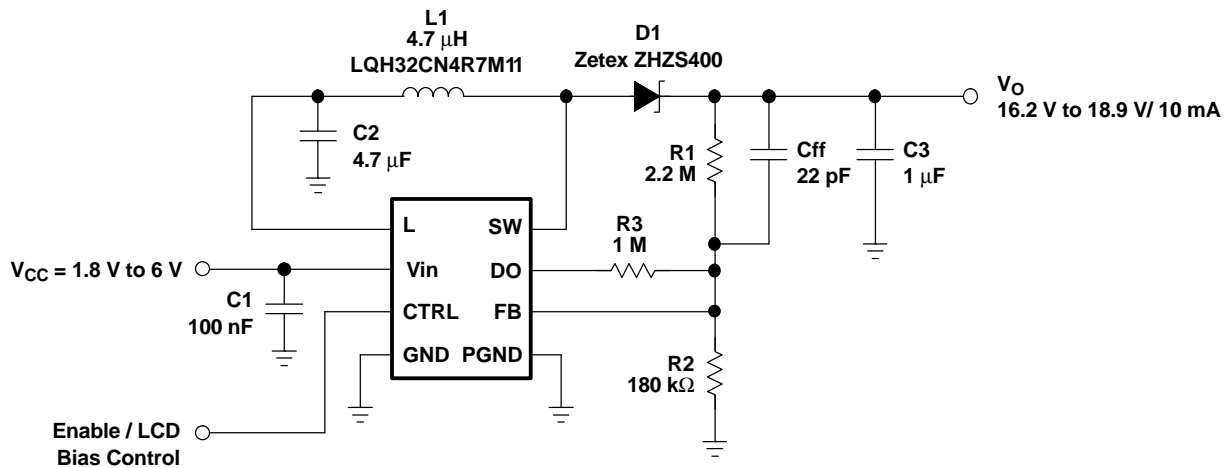 L1
4.7 μH
LQH32CN4R7M11
D1
Zetex ZHZS400
VO
16.2 V to 18.9 V/ 10 mA
C2
4.7 μF
R1
2.2 M
Cff
22 pF
C3
1 μF
L
SW
R3
1 M
VCC = 1.8 V to 6 V
Vin
DO
C1
100 nF
CTRL
FB
GND
PGND
R2
180 kΩ
Enable / LCD
Bias Control